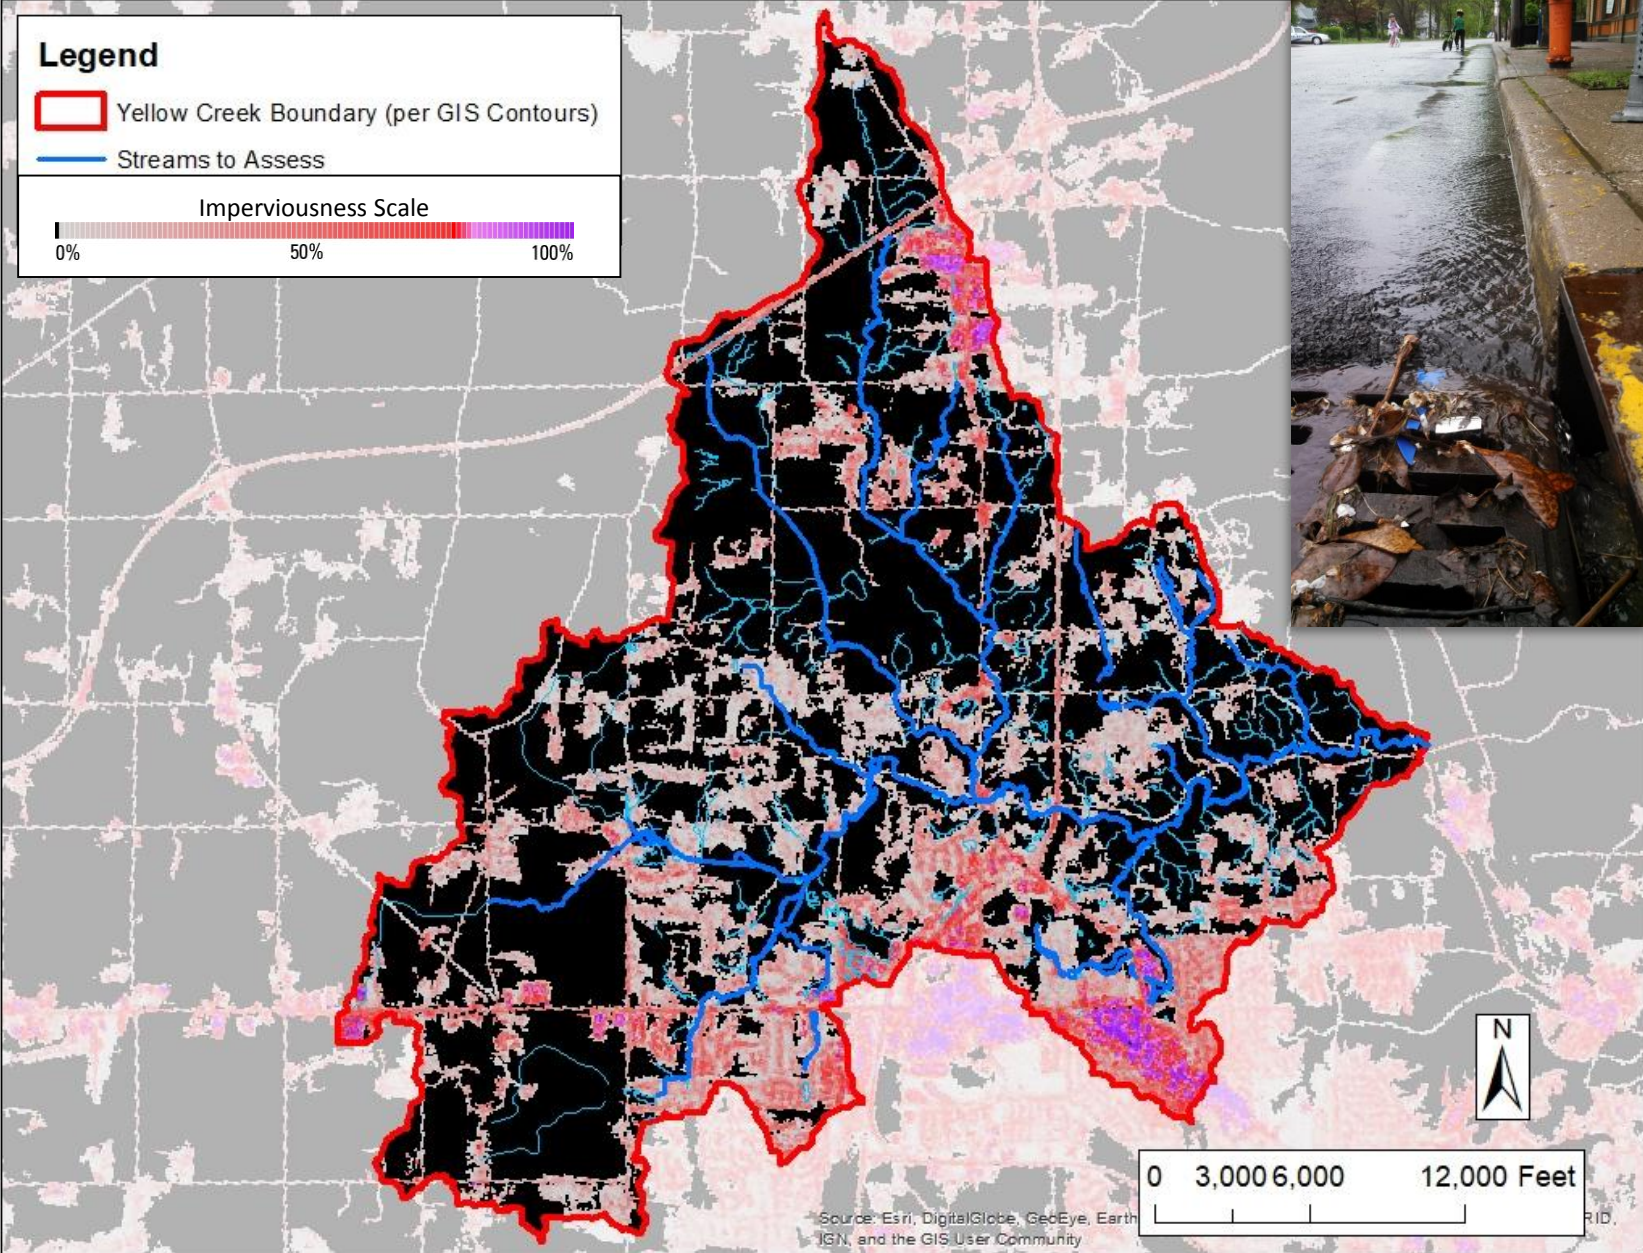 Legend
Yellow Creek Boundary (per GIS Contours)
Streams to Assess
Imperviousness Scale
0% 50% 100%
N
0 3,000 6,000 12,000 Feet
Source: Esri, DigitalGlobe, GeoEye, Earth RID,
IGN, and the GIS User Community